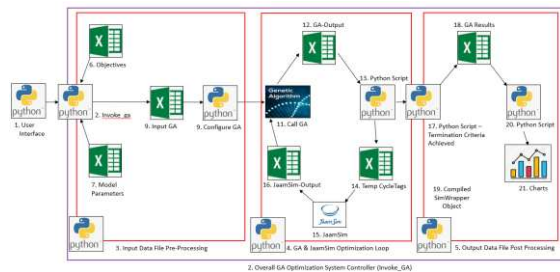 12. GA-Output
18. GA Results
6. Objectives
15. Python Script
python
1. User
Interface
python
2. Invoke_ga
9. Input GA
python
9. Configure GA
Genetic
Algorithm
11. Call GA
python
python
17. Python Script –
Termination Criteria
Achieved
python
20. Python Script
7. Model
Parameters
16. JaamSim-Output
14. Temp CycleTags
JaamSim
15. JaamSim
19. Compiled
SimWrapper
Object
21. Charts
python
3. Input Data File Pre-Processing
python
4. GA & JaamSim Optimization Loop
python
5. Output Data File Post Processing
2. Overall GA Optimization System Controller (Invoke_GA)